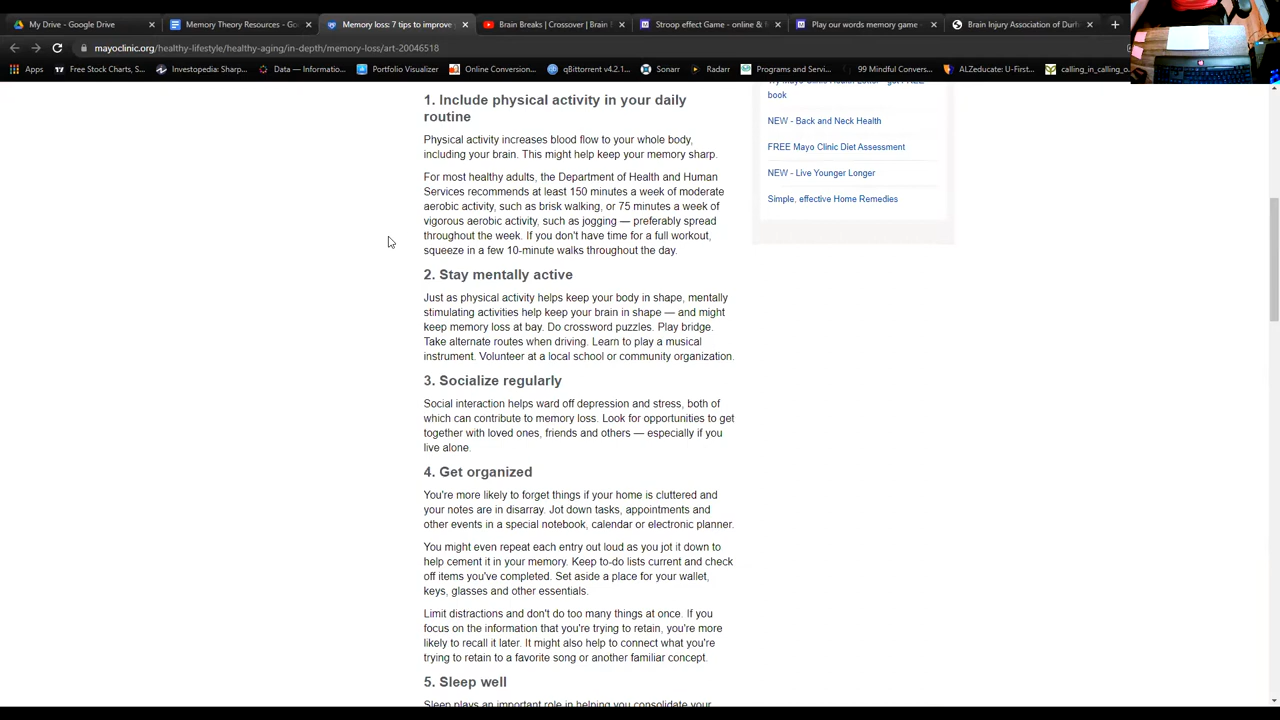 My Drive - Google Drive
Memory Theory Resources - Go
Memory loss: 7 tips to improve
Brain Breaks | Crossover | Brain
Stroop effect Game - online &
Play our words memory game
Brain Injury Association of Durh
mayoclinic.org/healthy-lifestyle/healthy-aging/in-depth/memory-loss/art-20046518
Apps
Free Stock Charts, S...
Investopedia: Sharp...
Data — Informatio...
Portfolio Visualizer
Online Conversion...
qBittorrent v4.2.1...
Sonarr
Radarr
Programs and Servi...
99 Mindful Convers...
ALZeducate: U-First...
calling_in_calling_o
book
NEW - Back and Neck Health
FREE Mayo Clinic Diet Assessment
NEW - Live Younger Longer
Simple, effective Home Remedies
1. Include physical activity in your daily
routine
Physical activity increases blood flow to your whole body,
including your brain. This might help keep your memory sharp.
For most healthy adults, the Department of Health and Human
Services recommends at least 150 minutes a week of moderate
aerobic activity, such as brisk walking, or 75 minutes a week of
vigorous aerobic activity, such as jogging — preferably spread
throughout the week. If you don't have time for a full workout,
squeeze in a few 10-minute walks throughout the day.
2. Stay mentally active
Just as physical activity helps keep your body in shape, mentally
stimulating activities help keep your brain in shape — and might
keep memory loss at bay. Do crossword puzzles. Play bridge.
Take alternate routes when driving. Learn to play a musical
instrument. Volunteer at a local school or community organization.
3. Socialize regularly
Social interaction helps ward off depression and stress, both of
which can contribute to memory loss. Look for opportunities to get
together with loved ones, friends and others — especially if you
live alone.
4. Get organized
You're more likely to forget things if your home is cluttered and
your notes are in disarray. Jot down tasks, appointments and
other events in a special notebook, calendar or electronic planner.
You might even repeat each entry out loud as you jot it down to
help cement it in your memory. Keep to-do lists current and check
off items you've completed. Set aside a place for your wallet,
keys, glasses and other essentials.
Limit distractions and don't do too many things at once. If you
focus on the information that you're trying to retain, you're more
likely to recall it later. It might also help to connect what you're
trying to retain to a favorite song or another familiar concept.
5. Sleep well
Sleep plays an important role in helping you consolidate your